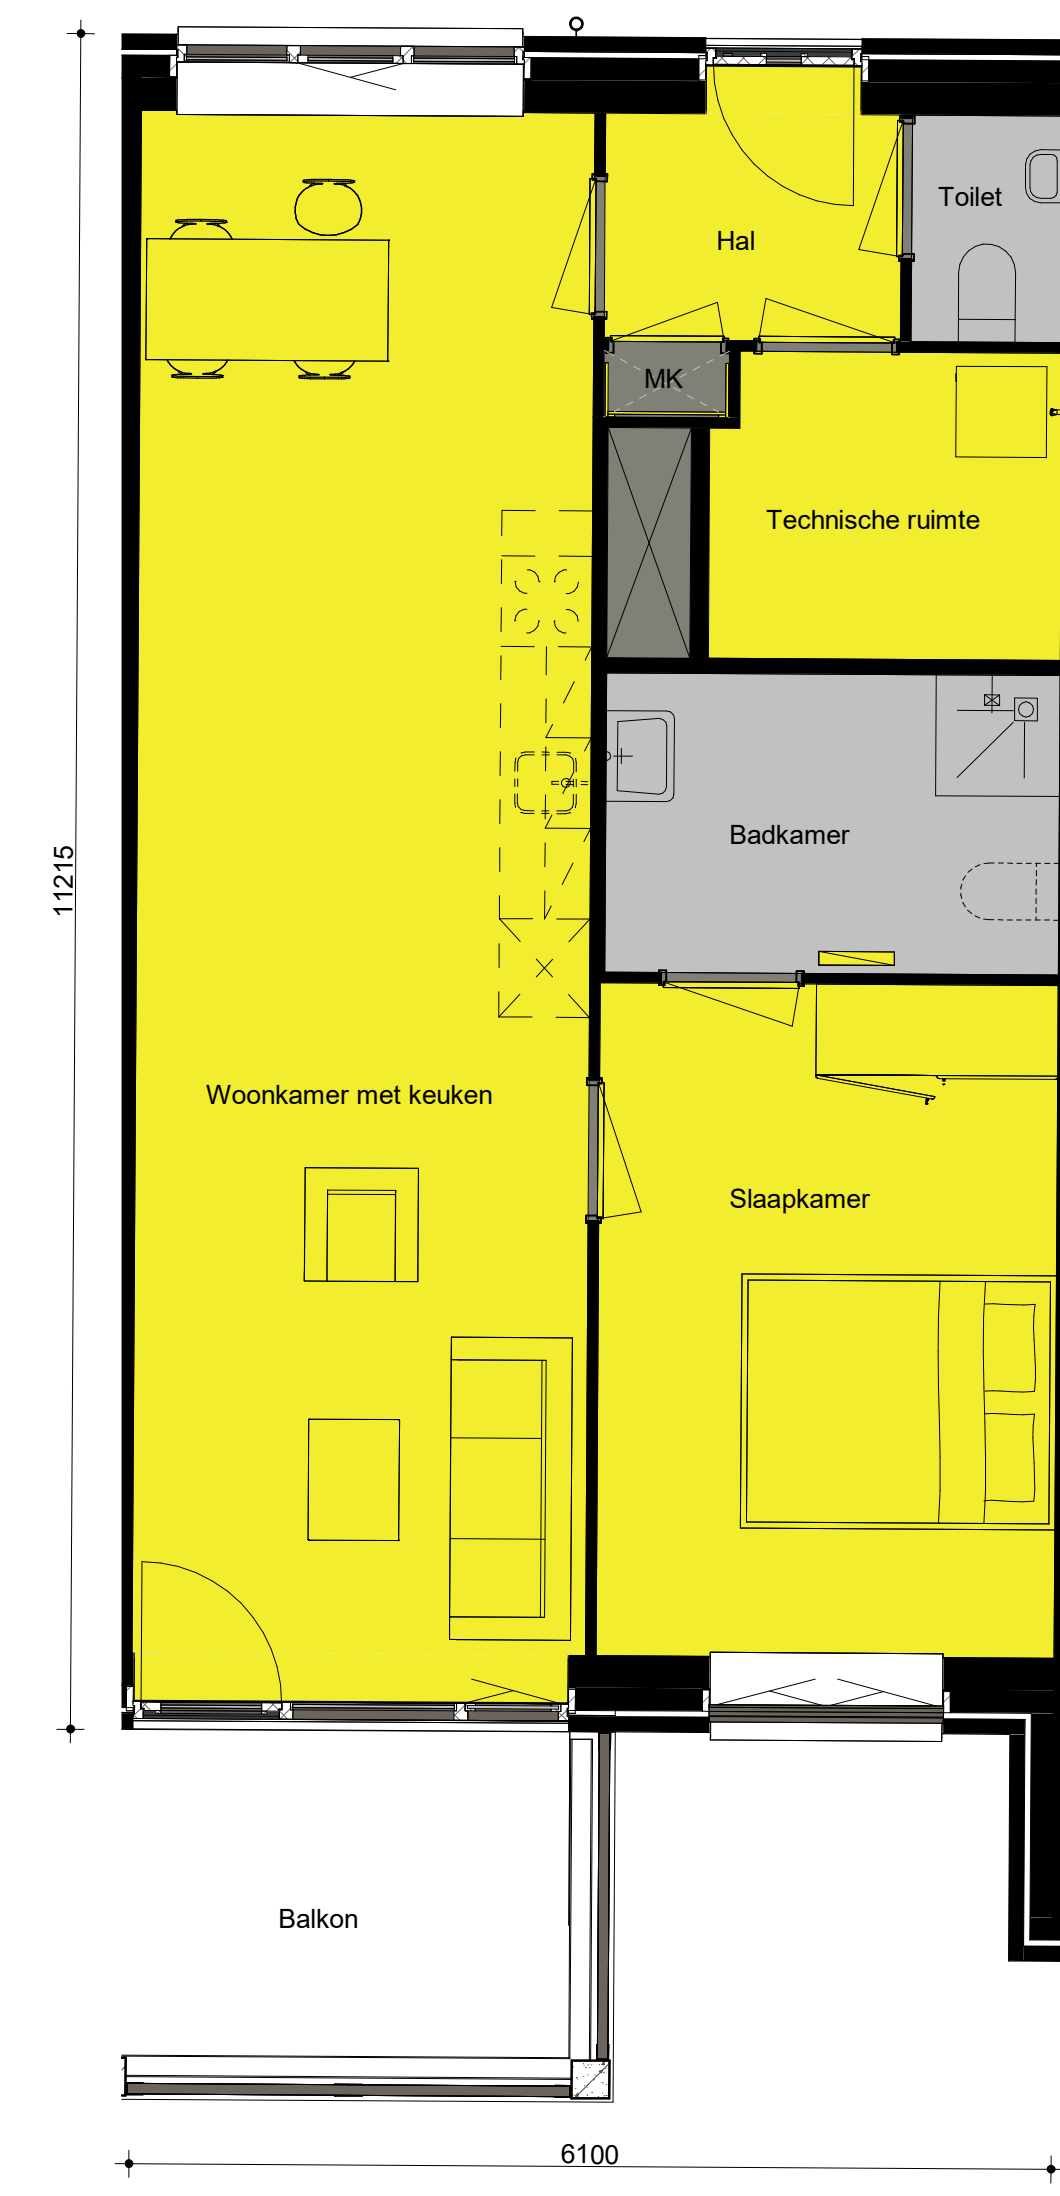 Toilet
Hal
MK
Technische ruimte
Badkamer
11215
Woonkamer met keuken
Slaapkamer
Balkon
6100